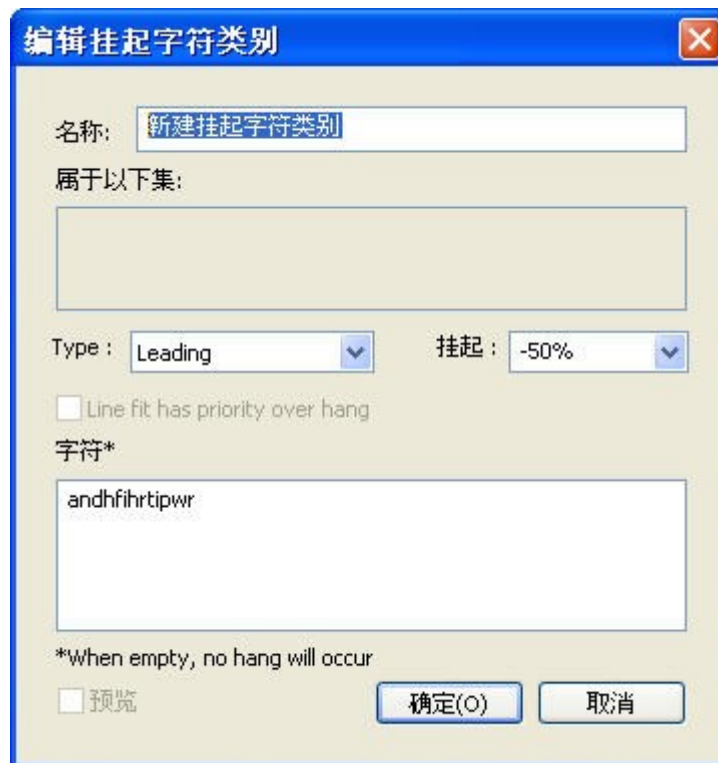 编辑挂起字符类别
名称: 新建挂起字符类别
属于以下集:
Type : Leading 挂起 : -50%
Line fit has priority over hang
字符*
andhfihrtipwr
*When empty, no hang will occur
预览 确定(O) 取消